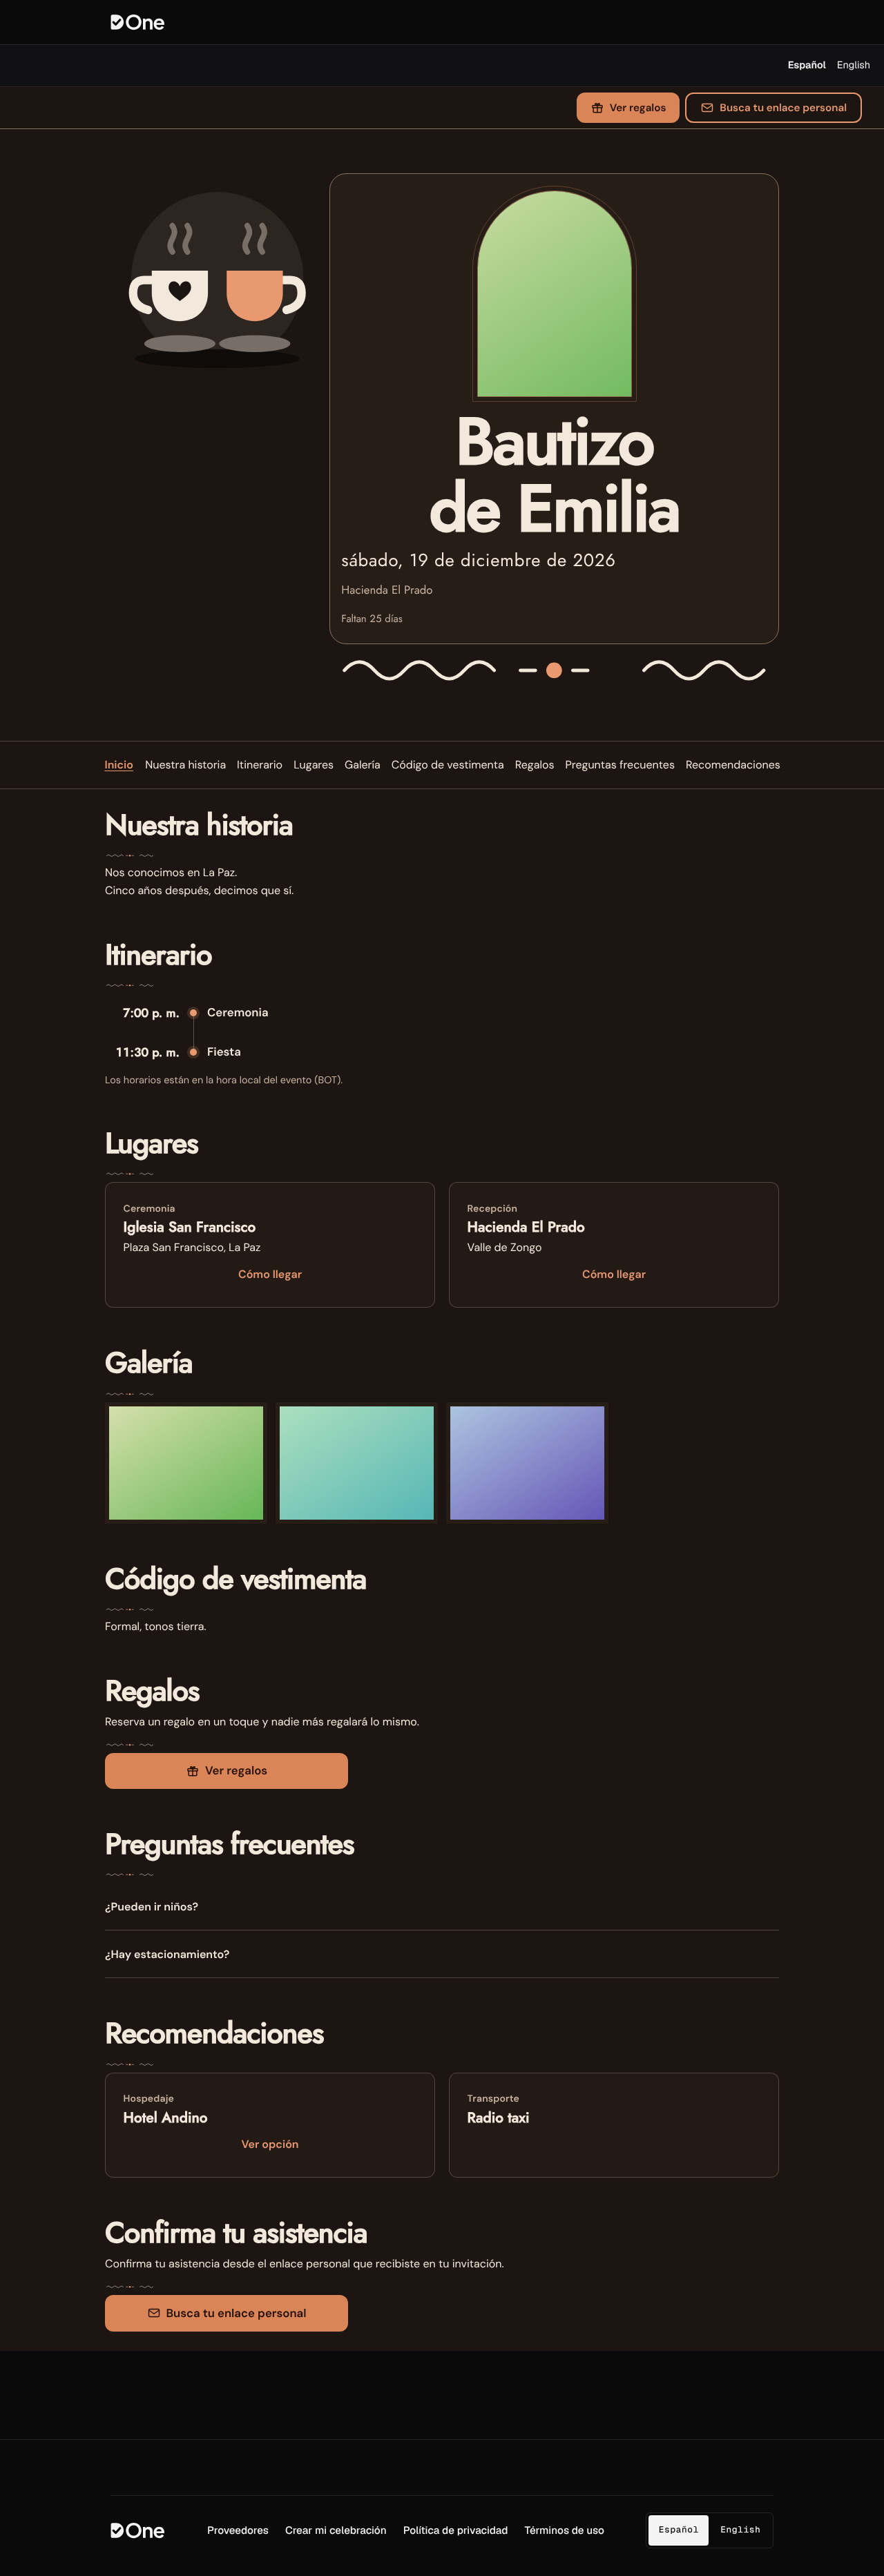 One
Español English
Ver regalos Busca tu enlace personal
Bautizo
de Emilia
sábado, 19 de diciembre de 2026
Hacienda El Prado
Faltan 25 días
Inicio Nuestra historia Itinerario Lugares Galería Código de vestimenta Regalos Preguntas frecuentes Recomendaciones
Nuestra historia
Nos conocimos en La Paz.
Cinco años después, decimos que sí.
Itinerario
7:00 p. m. Ceremonia
11:30 p. m. Fiesta
Los horarios están en la hora local del evento (BOT).
Lugares
Ceremonia
Iglesia San Francisco
Plaza San Francisco, La Paz
Cómo llegar
Recepción
Hacienda El Prado
Valle de Zongo
Cómo llegar
Galería
Código de vestimenta
Formal, tonos tierra.
Regalos
Reserva un regalo en un toque y nadie más regalará lo mismo.
Ver regalos
Preguntas frecuentes
¿Pueden ir niños?
¿Hay estacionamiento?
Recomendaciones
Hospedaje
Hotel Andino
Ver opción
Transporte
Radio taxi
Confirma tu asistencia
Confirma tu asistencia desde el enlace personal que recibiste en tu invitación.
Busca tu enlace personal
One Proveedores Crear mi celebración Política de privacidad Términos de uso Español English